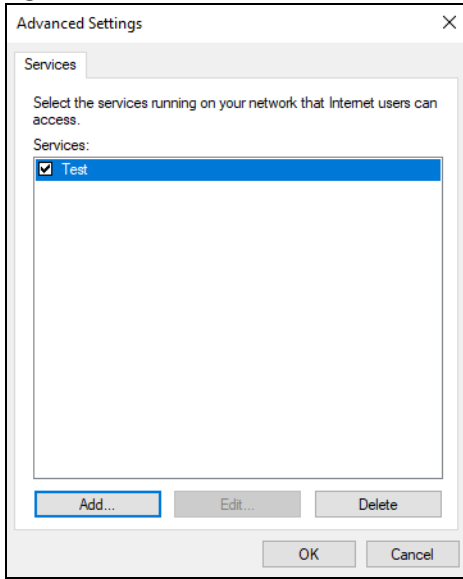 Advanced Settings
Services
Select the services running on your network that Internet users can
access.
Services:
Test
Add... Edit... Delete
OK Cancel